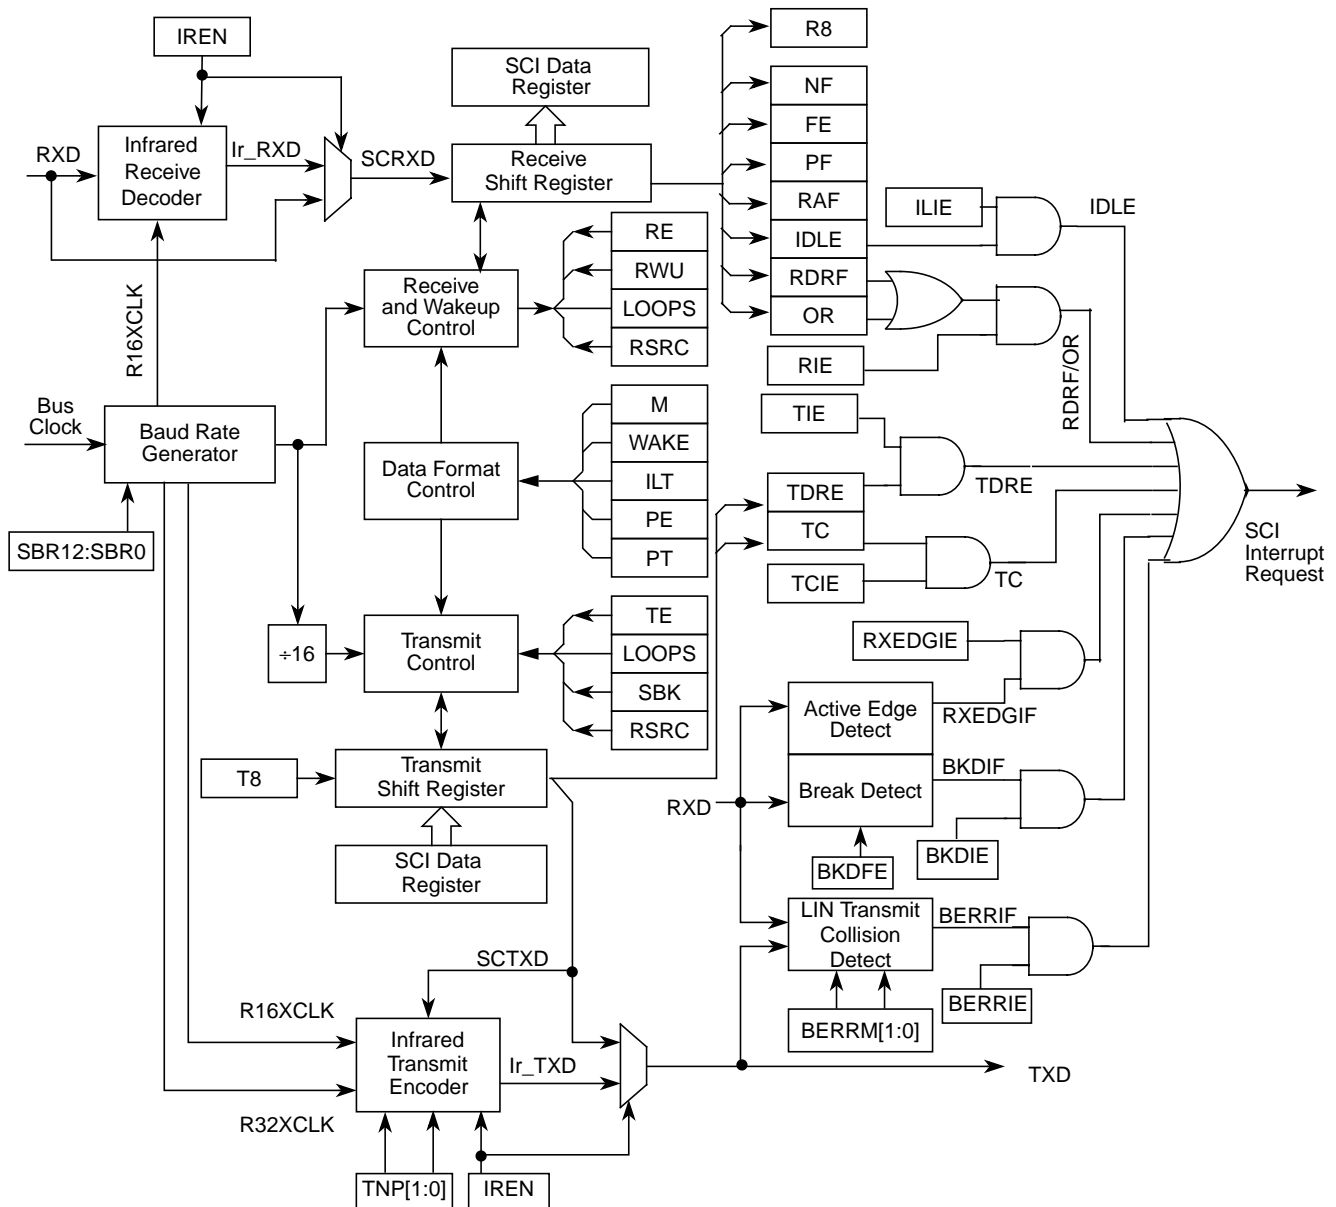 IREN
SCI Data
Register
R8
NF
FE
PF
RAF
IDLE
RDRF
OR
RXD
Infrared
Receive
Decoder
Ir_RXD
SCRXD
Receive
Shift Register
ILIE
IDLE
RE
RWU
LOOPS
RSRC
Receive
and Wakeup
Control
R16XCLK
RIE
RDRF/OR
Bus
Clock
Baud Rate
Generator
M
WAKE
ILT
PE
PT
Data Format
Control
TIE
TDRE
TC
TDRE
TCIE
TC
SCI
Interrupt
Request
SBR12:SBR0
÷16
Transmit
Control
TE
LOOPS
SBK
RSRC
RXEDGIE
Active Edge
Detect
RXEDGIF
T8
Transmit
Shift Register
RXD
Break Detect
BKDIF
BKDIE
BKDFE
SCI Data
Register
LIN Transmit
Collision
Detect
BERRIF
BERRIE
BERRM[1:0]
SCTXD
R16XCLK
Infrared
Transmit
Encoder
Ir_TXD
TXD
R32XCLK
TNP[1:0]
IREN